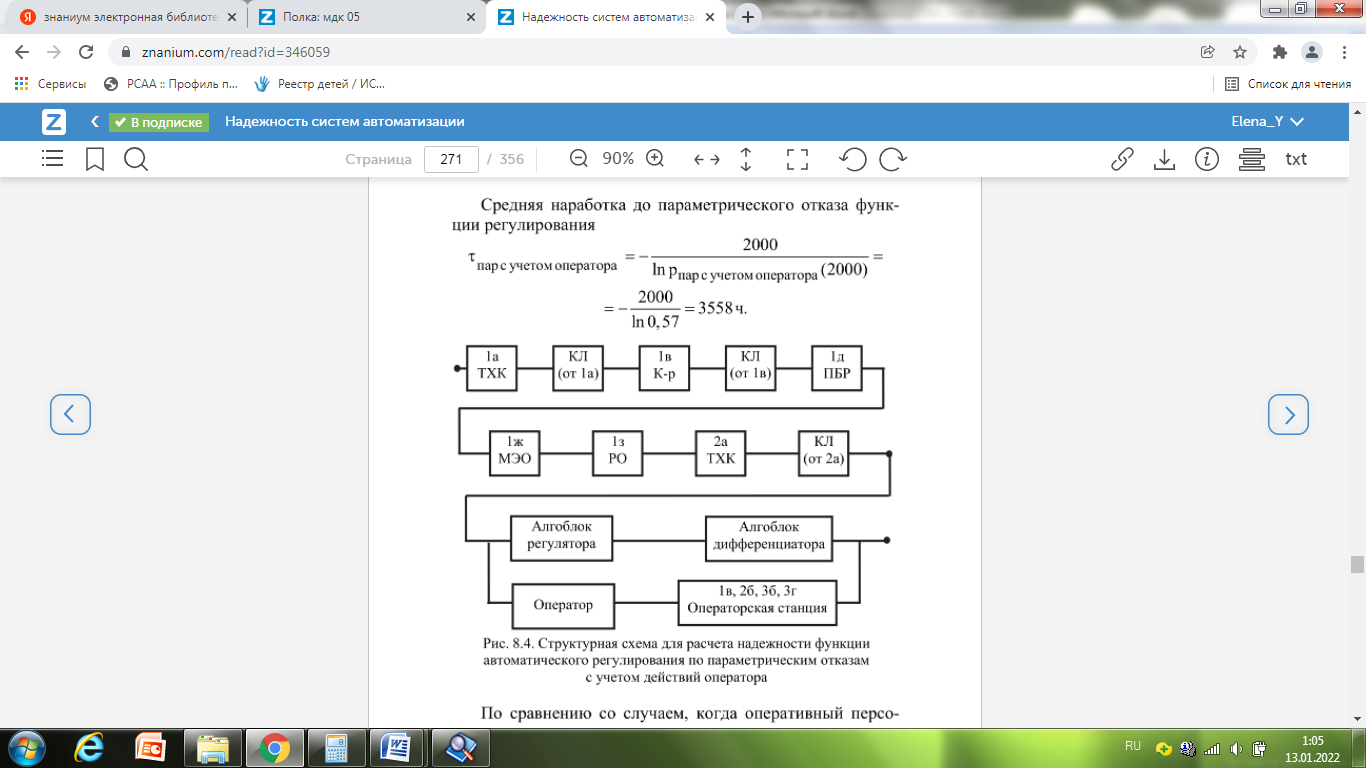 знаниум электронная библиоте
Полка: мдк 05
Надежность систем автоматиза
znanium.com/read?id=346059
Сервисы
РСАА :: Профиль п...
Реестр детей / ИС...
Список для чтения
Z
В подписке
Надежность систем автоматизации
Elena_Y
Страница
271
/ 356
90%
txt
Средняя наработка до параметрического отказа функ-
ции регулирования
τ пар с учетом оператора = − 2000 / ln p пар с учетом оператора (2000) =
= − 2000 / ln 0,57 = 3558 ч.
1а
ТХК
КЛ
(от 1а)
1в
К-р
КЛ
(от 1в)
1д
ПБР
1ж
МЭО
1з
РО
2а
ТХК
КЛ
(от 2а)
Алгоблок
регулятора
Алгоблок
дифференциатора
Оператор
1в, 2б, 3б, 3г
Операторская станция
Рис. 8.4. Структурная схема для расчета надежности функции
автоматического регулирования по параметрическим отказам
с учетом действий оператора
По сравнению со случаем, когда оперативный персо-
RU
1:05
13.01.2022